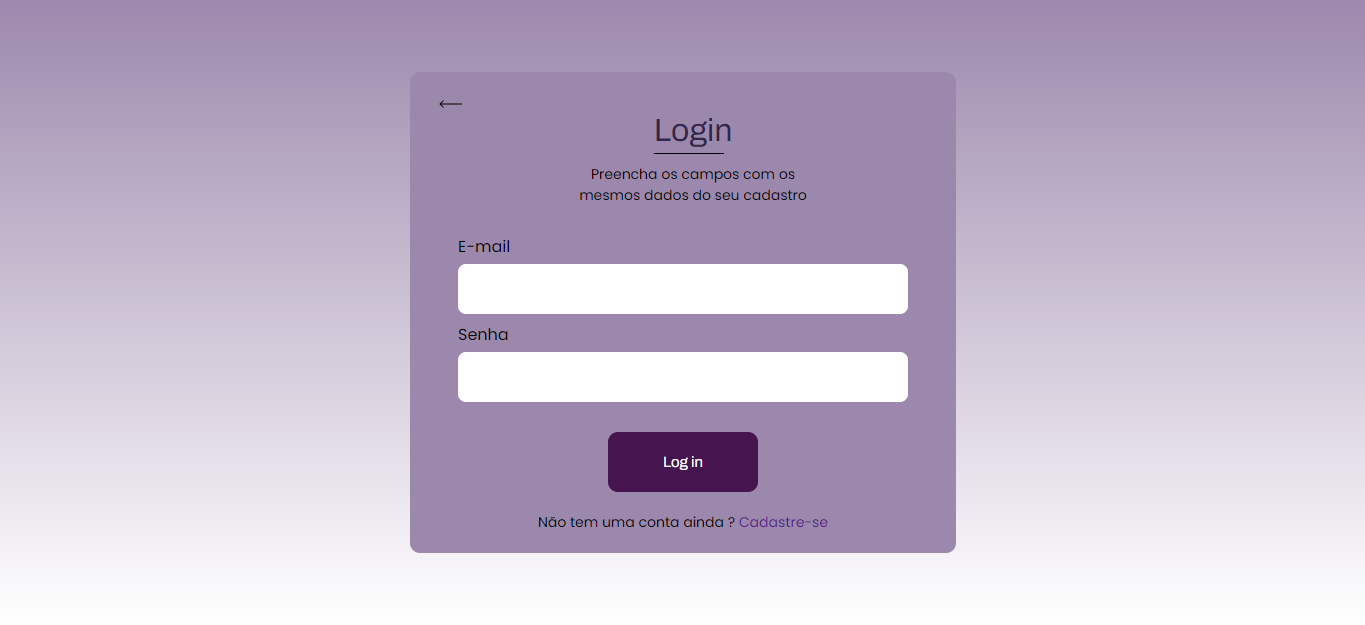 Login
Preencha os campos com os
mesmos dados do seu cadastro
E-mail
Senha
Log in
Não tem uma conta ainda ? Cadastre-se